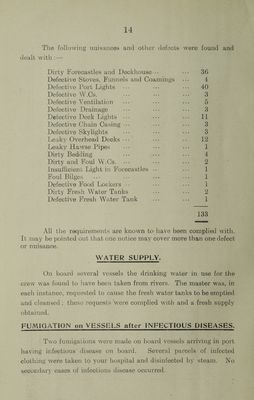 14
The following nuisances and other defects were found and
dealt with :—
Dirty Forecastles and Deckhouse ... ... 36
Defective Stoves, Funnels and Coamings ... 4
Defective Port Lights ... ... ... 40
Defective W.Cs. ... ... ... 3
Defective Ventilation ... ... ... 5
Defective Drainage ... ... ... 3
Defective Deck Lights ... ... ... 11
Defective Chain Casing ... ... ... 3
Defective Skylights ... ... ... 3
Leaky Overhead Decks ... ... ... 12
Leaky Hawse Pipes ... ... ... 1
Dirty Bedding ... ... ... 4
Dirty and Foul W.Cs. ... ... ... 2
Insufficient Light in Forecastles ... ... 1
Foul Bilges ... ... ... 1
Defective Food Lockers ... ... ... 1
Dirty Fresh Water Tanks ... ... 2
Defective Fresh Water Tank ... ... 1
133
All the requirements are known to have been complied with.
It may be pointed out that one notice may cover more than one defect
or nuisance.
WATER SUPPLY.
On board several vessels the drinking water in use for the
crew was found to have been taken from rivers. The master was, in
each instance, requested to cause the fresh water tanks to be emptied
and cleansed ; these requests were complied with and a fresh supply
obtained.
FUMIGATION on VESSELS after INFECTIOUS DISEASES.
Two fumigations were made on board vessels arriving in port
having infectious disease on board. Several parcels of infected
clothing were taken to your hospital and disinfected by steam. No
secondary cases of infectious disease occurred.